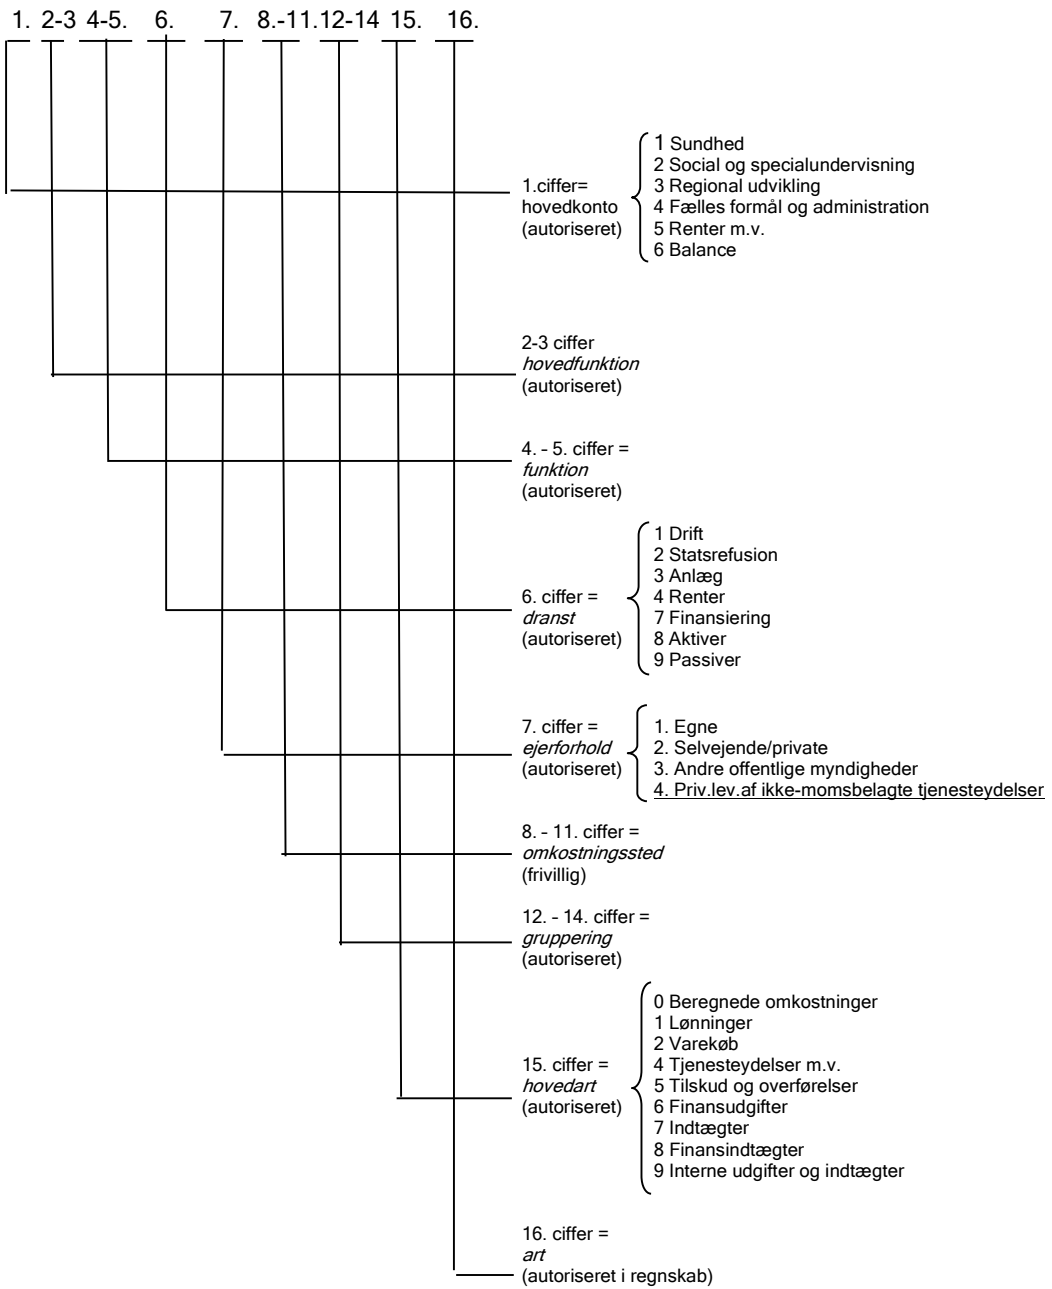 1. 2-3 4-5. 6. 7. 8.-11.12-14 15. 16.
1.ciffer=
hovedkonto
(autoriseret)
1 Sundhed
2 Social og specialundervisning
3 Regional udvikling
4 Fælles formål og administration
5 Renter m.v.
6 Balance
2-3 ciffer
hovedfunktion
(autoriseret)
4. - 5. ciffer =
funktion
(autoriseret)
6. ciffer =
dranst
(autoriseret)
1 Drift
2 Statsrefusion
3 Anlæg
4 Renter
7 Finansiering
8 Aktiver
9 Passiver
7. ciffer =
ejerforhold
(autoriseret)
1. Egne
2. Selvejende/private
3. Andre offentlige myndigheder
4. Priv.lev.af ikke-momsbelagte tjenesteydelser
8. - 11. ciffer =
omkostningssted
(frivillig)
12. - 14. ciffer =
gruppering
(autoriseret)
15. ciffer =
hovedart
(autoriseret)
0 Beregnede omkostninger
1 Lønninger
2 Varekøb
4 Tjenesteydelser m.v.
5 Tilskud og overførelser
6 Finansudgifter
7 Indtægter
8 Finansindtægter
9 Interne udgifter og indtægter
16. ciffer =
art
(autoriseret i regnskab)